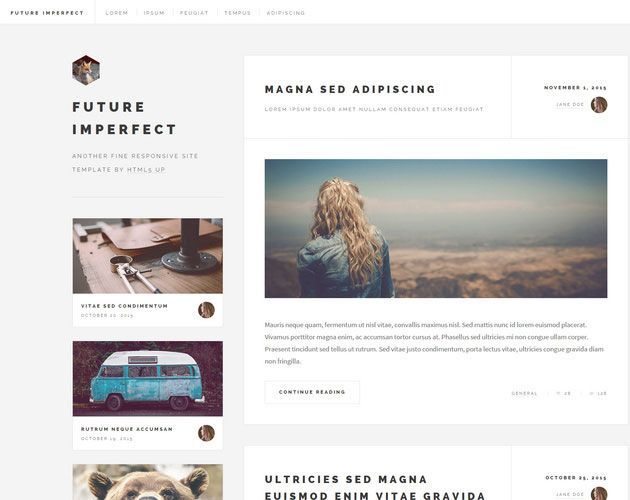 FUTURE IMPERFECT LOREM IPSUM FEUGIAT TEMPUS ADIPISCING
FUTURE
IMPERFECT
ANOTHER FINE RESPONSIVE SITE
TEMPLATE BY HTML5 UP
VITAE SED CONDIMENTUM
OCTOBER 20, 2015
RUTRUM NEQUE ACCUMSAN
OCTOBER 19, 2015
MAGNA SED ADIPISCING
LOREM IPSUM DOLOR AMET NULLAM CONSEQUAT ETIAM FEUGIAT
NOVEMBER 1, 2015
JANE DOE
Mauris neque quam, fermentum ut nisl vitae, convallis maximus nisl. Sed mattis nunc id lorem euismod placerat.
Vivamus porttitor magna enim, ac accumsan tortor cursus at. Phasellus sed ultricies mi non congue ullam corper.
Praesent tincidunt sed tellus ut rutrum. Sed vitae justo condimentum, porta lectus vitae, ultricies congue gravida diam
non fringilla.
CONTINUE READING
GENERAL 28 128
ULTRICIES SED MAGNA
EUISMOD ENIM VITAE GRAVIDA
OCTOBER 25, 2015
JANE DOE